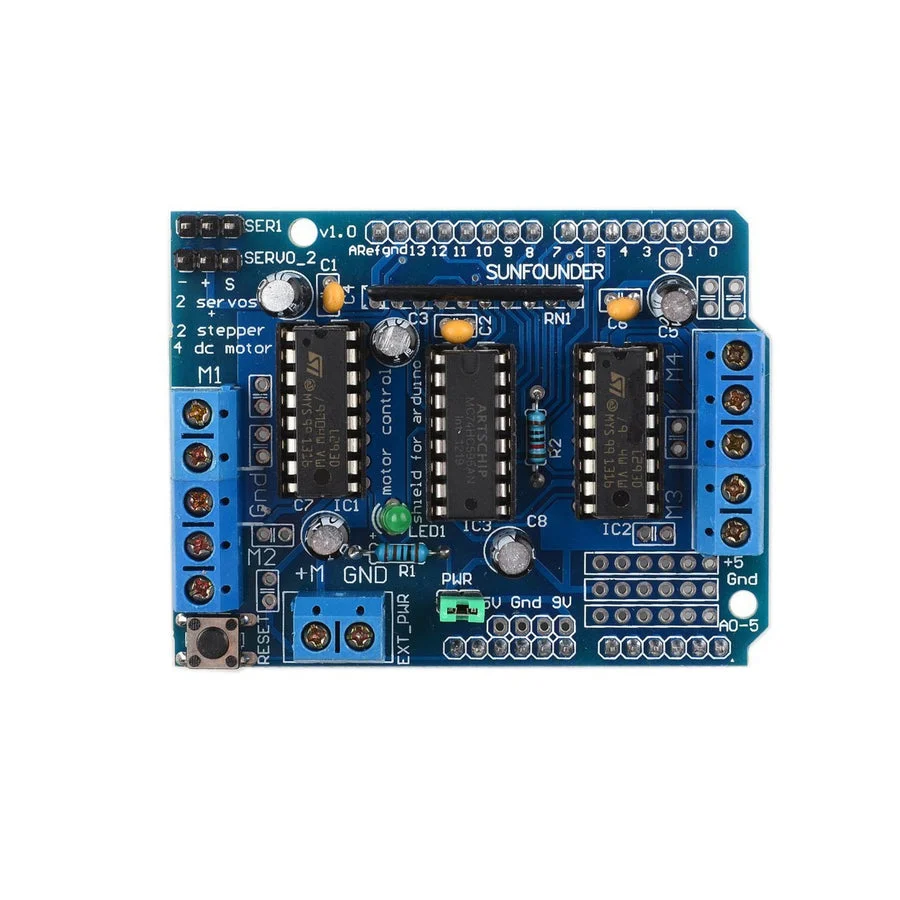 SER1
v1.0
ARef gnd 13 12 11 10 9 8 7 6 5 4 3 1 0
SERVO_2
SUNFOUNDER
- + S
C1
2 servos
+
2 stepper
4 dc motor
C4
C3
C2
RN1
C6
C5
M1
M4
motor control
shield for arduino
ARTSCHIP
R2
Gnd
M3
C7 IC1
LED1
IC3
C8
IC2
M2
+M GND
R1
PWR
+5
Gnd
5V Gnd 9V
A0-5
RESET
EXT_PWR